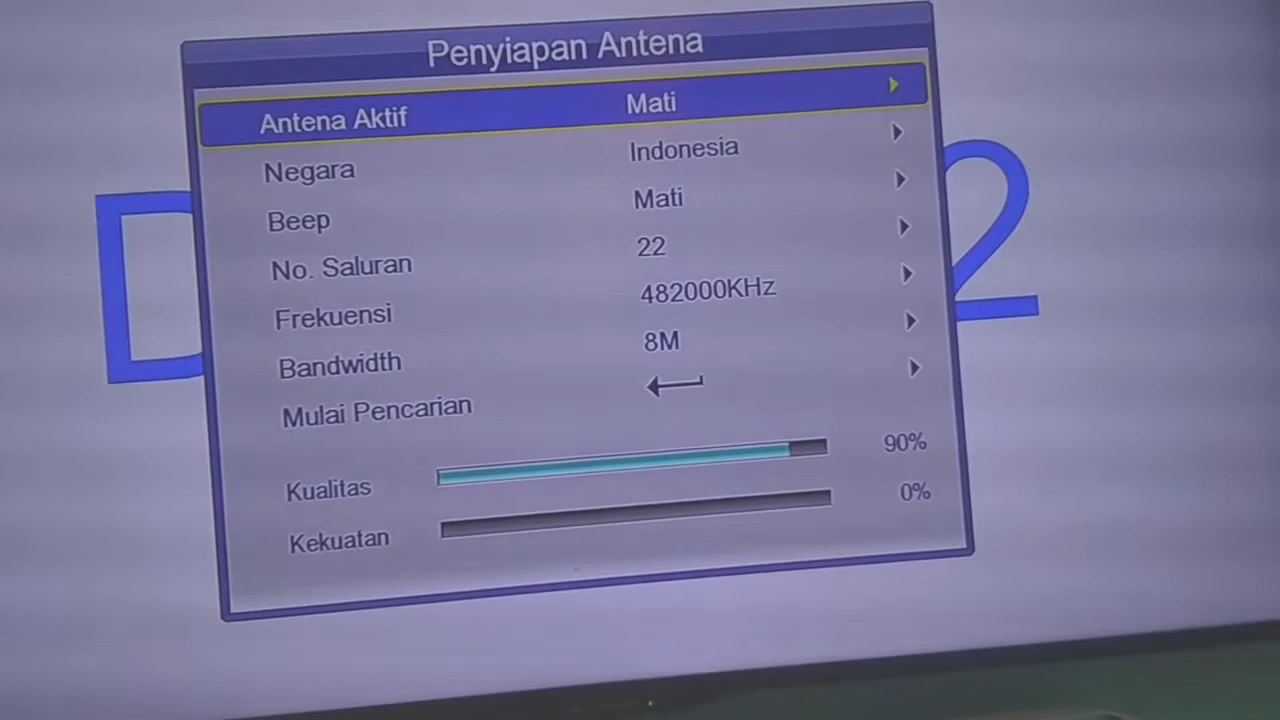 Penyiapan Antena
Antena Aktif Mati
Negara Indonesia
Beep Mati
No. Saluran 22
Frekuensi 482000KHz
Bandwidth 8M
Mulai Pencarian
Kualitas 90%
Kekuatan 0%
D 2